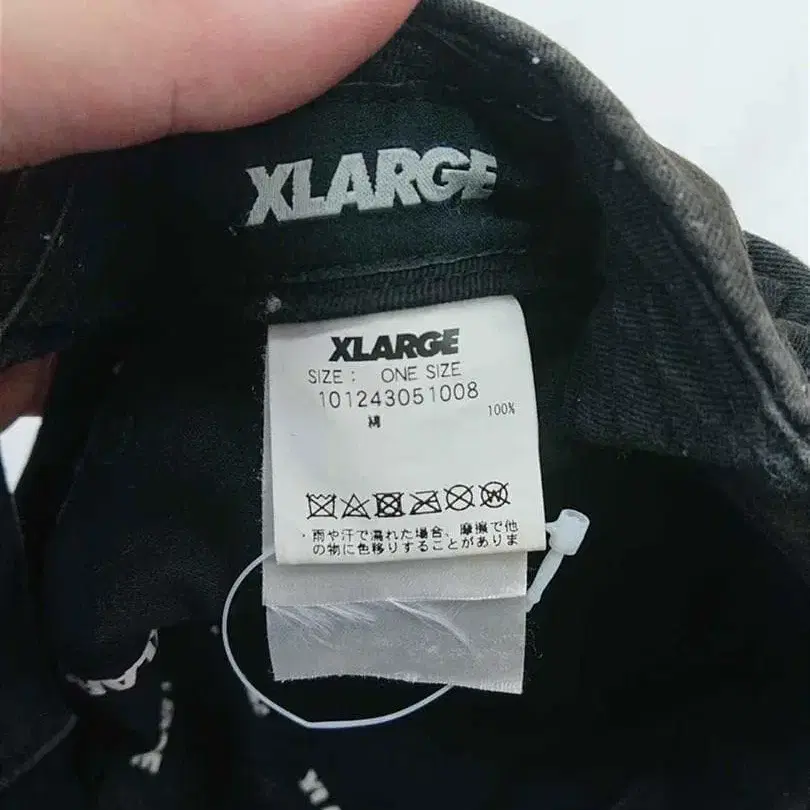 XLARGE
XLARGE
SIZE : ONE SIZE
101243051008
綿 100%
・雨や汗で濡れた場合、摩擦で他
の物に色移りすることがありま